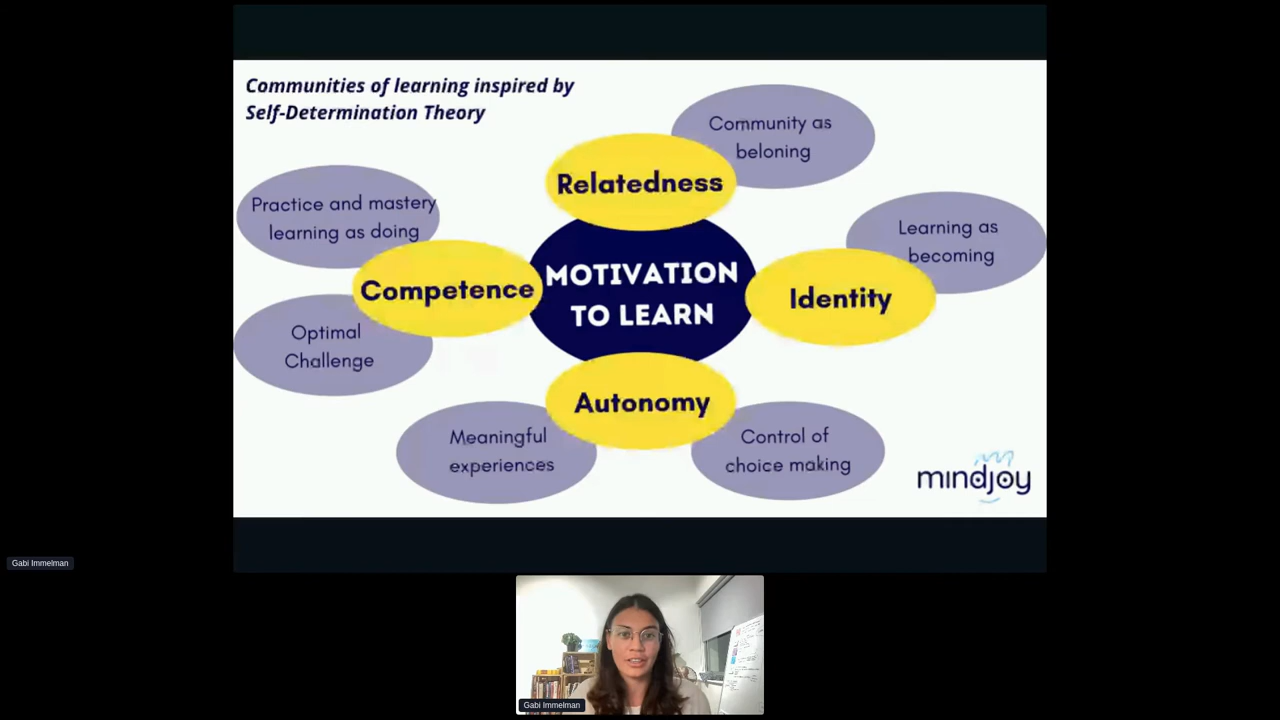 Communities of learning inspired by
Self-Determination Theory
Community as
beloning
Relatedness
Practice and mastery
learning as doing
Learning as
becoming
Competence
MOTIVATION
TO LEARN
Identity
Optimal
Challenge
Autonomy
Meaningful
experiences
Control of
choice making
mindjoy
Gabi Immelman
Gabi Immelman